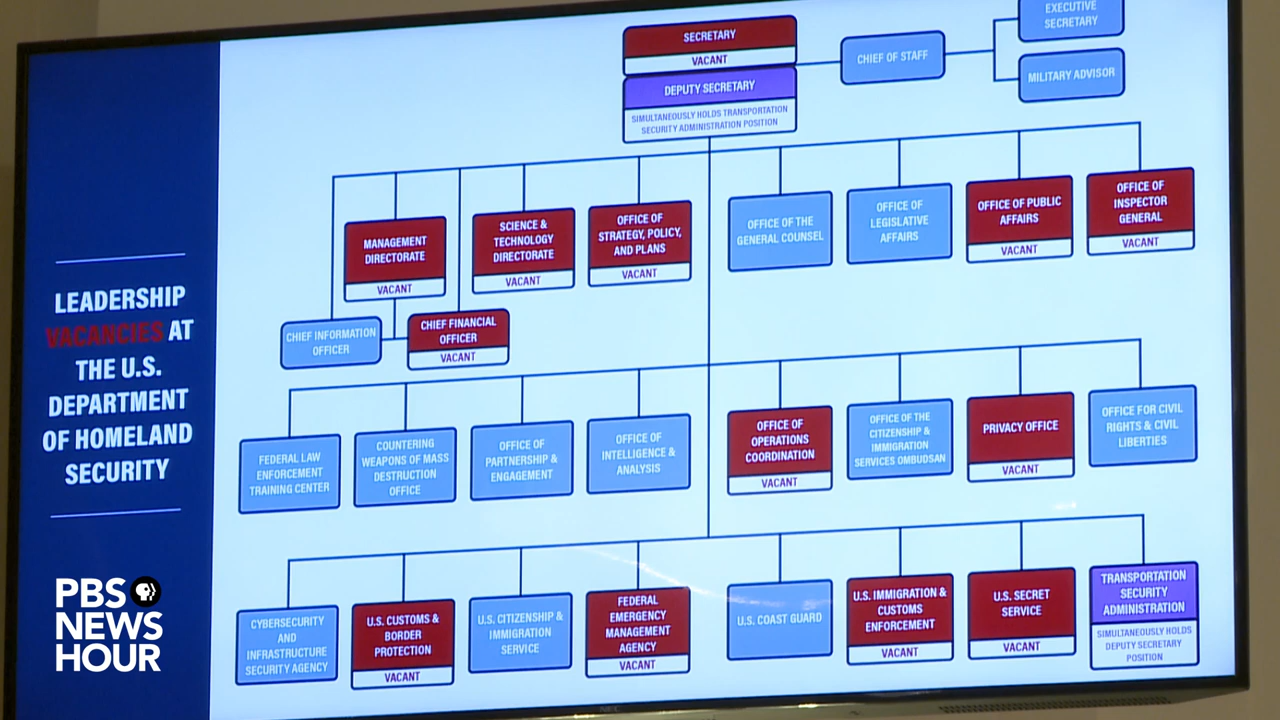 LEADERSHIP
VACANCIES AT
THE U.S.
DEPARTMENT
OF HOMELAND
SECURITY
PBS
NEWS
HOUR
SECRETARY
VACANT
DEPUTY SECRETARY
SIMULTANEOUSLY HOLDS TRANSPORTATION
SECURITY ADMINISTRATION POSITION
CHIEF OF STAFF
EXECUTIVE
SECRETARY
MILITARY ADVISOR
MANAGEMENT
DIRECTORATE
VACANT
SCIENCE &
TECHNOLOGY
DIRECTORATE
VACANT
OFFICE OF
STRATEGY, POLICY,
AND PLANS
VACANT
OFFICE OF THE
GENERAL COUNSEL
OFFICE OF
LEGISLATIVE
AFFAIRS
OFFICE OF PUBLIC
AFFAIRS
VACANT
OFFICE OF
INSPECTOR
GENERAL
VACANT
CHIEF INFORMATION
OFFICER
CHIEF FINANCIAL
OFFICER
VACANT
FEDERAL LAW
ENFORCEMENT
TRAINING CENTER
COUNTERING
WEAPONS OF MASS
DESTRUCTION
OFFICE
OFFICE OF
PARTNERSHIP &
ENGAGEMENT
OFFICE OF
INTELLIGENCE &
ANALYSIS
OFFICE OF
OPERATIONS
COORDINATION
VACANT
OFFICE OF THE
CITIZENSHIP &
IMMIGRATION
SERVICES OMBUDSAN
PRIVACY OFFICE
VACANT
OFFICE FOR CIVIL
RIGHTS & CIVIL
LIBERTIES
CYBERSECURITY
AND
INFRASTRUCTURE
SECURITY AGENCY
U.S. CUSTOMS &
BORDER
PROTECTION
VACANT
U.S. CITIZENSHIP &
IMMIGRATION
SERVICE
FEDERAL
EMERGENCY
MANAGEMENT
AGENCY
VACANT
U.S. COAST GUARD
U.S. IMMIGRATION &
CUSTOMS
ENFORCEMENT
VACANT
U.S. SECRET
SERVICE
VACANT
TRANSPORTATION
SECURITY
ADMINISTRATION
SIMULTANEOUSLY HOLDS
DEPUTY SECRETARY
POSITION
NEC